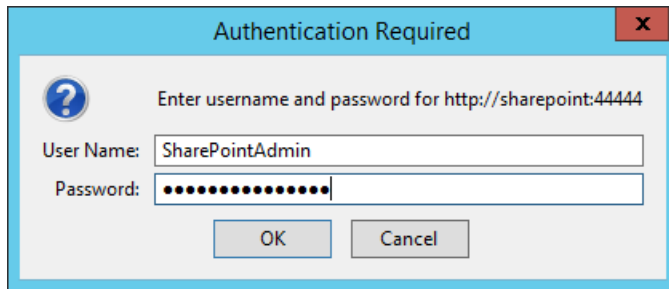 Authentication Required
x
Enter username and password for http://sharepoint:44444
User Name: SharePointAdmin
Password: ●●●●●●●●●●●●●●●
OK Cancel